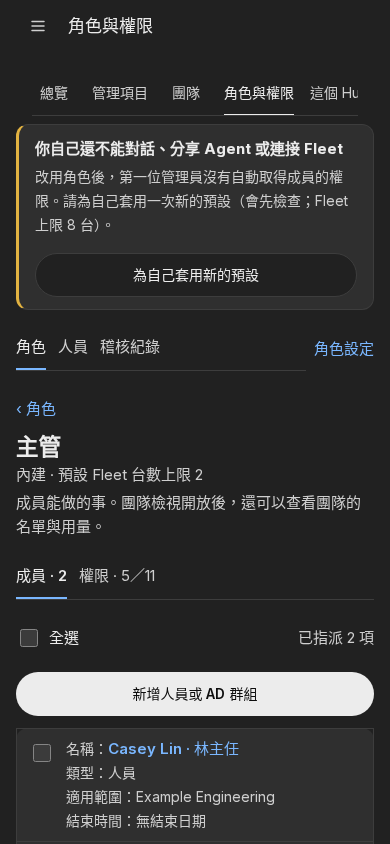 角色與權限
總覽 管理項目 團隊 角色與權限 這個 Hu
你自己還不能對話、分享 Agent 或連接 Fleet
改用角色後，第一位管理員沒有自動取得成員的權
限。請為自己套用一次新的預設（會先檢查；Fleet
上限 8 台）。
為自己套用新的預設
角色 人員 稽核紀錄 角色設定
‹ 角色
主管
內建 · 預設 Fleet 台數上限 2
成員能做的事。團隊檢視開放後，還可以查看團隊的
名單與用量。
成員 · 2 權限 · 5／11
全選 已指派 2 項
新增人員或 AD 群組
名稱：Casey Lin · 林主任
類型：人員
適用範圍：Example Engineering
結束時間：無結束日期